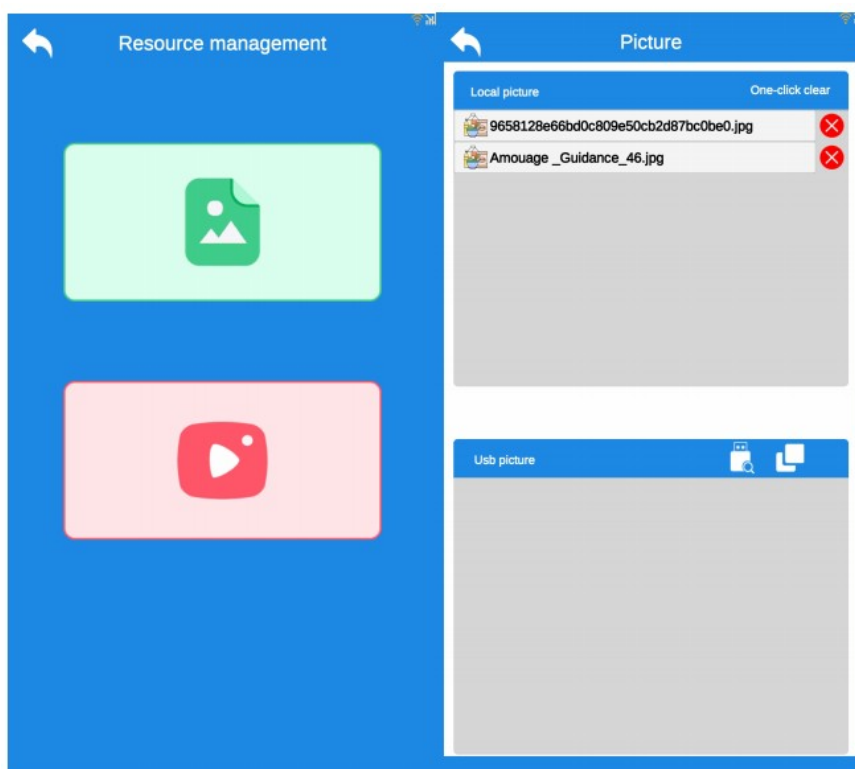 Resource management
Picture
Local picture
One-click clear
9658128e66bd0c809e50cb2d87bc0be0.jpg
Amouage _Guidance_46.jpg
Usb picture